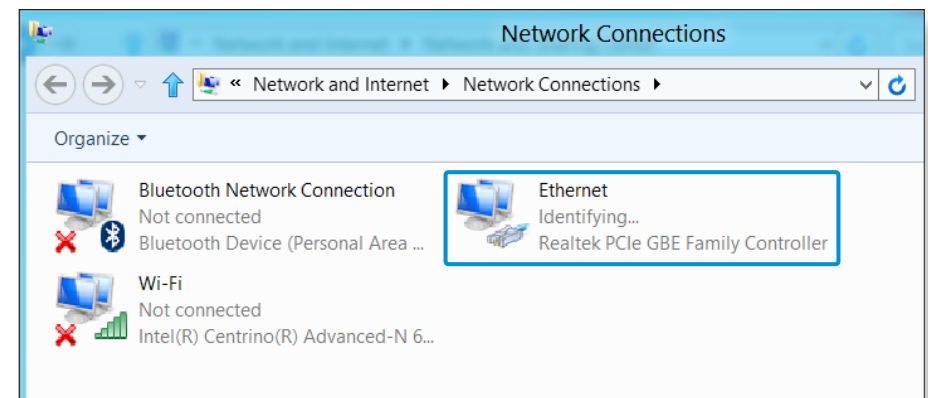 Network Connections
« Network and Internet Network Connections
Organize
Bluetooth Network Connection
Not connected
Bluetooth Device (Personal Area ...
Ethernet
Identifying...
Realtek PCIe GBE Family Controller
Wi-Fi
Not connected
Intel(R) Centrino(R) Advanced-N 6...